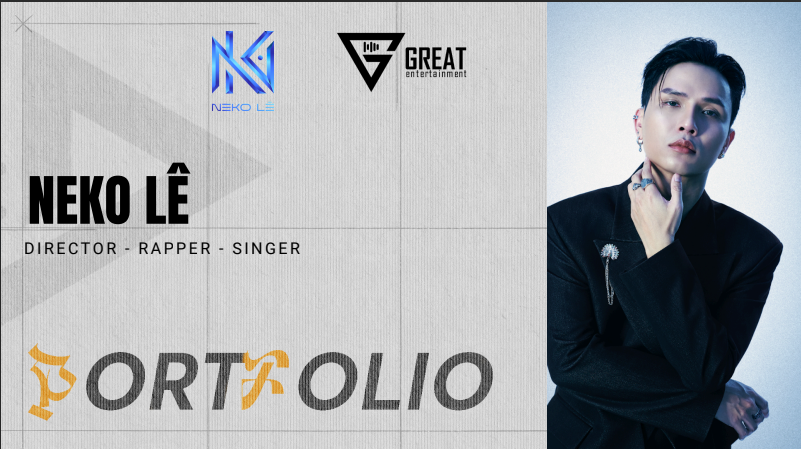 NEKO LÊ
GREAT
entertainment
NEKO LÊ
DIRECTOR - RAPPER - SINGER
PORTFOLIO